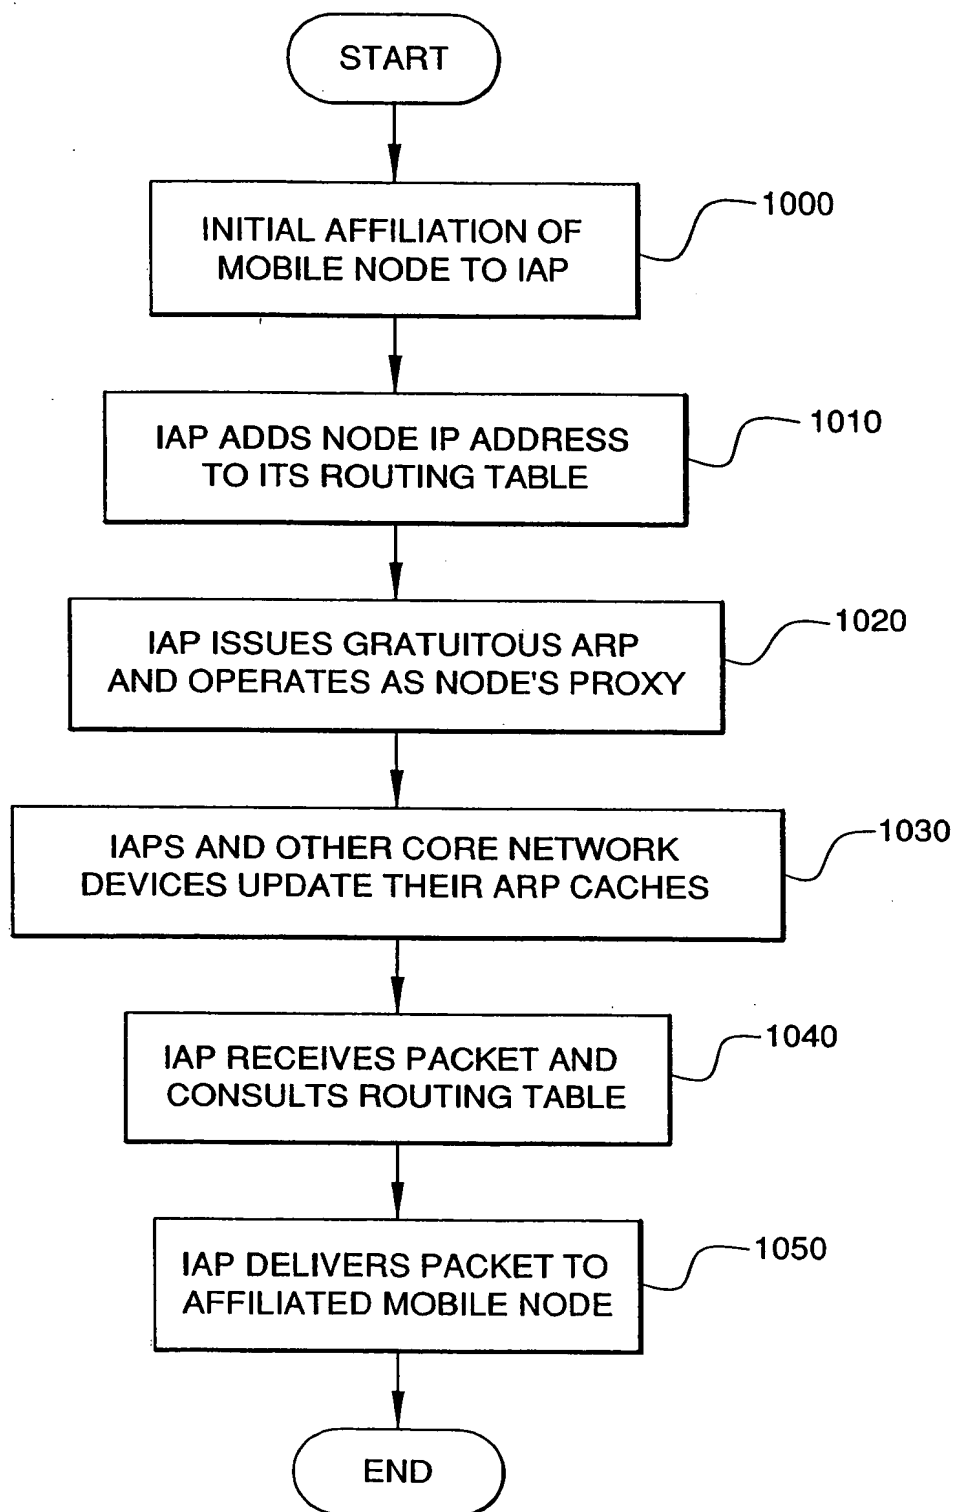 START
INITIAL AFFILIATION OF
MOBILE NODE TO IAP
1000
IAP ADDS NODE IP ADDRESS
TO ITS ROUTING TABLE
1010
IAP ISSUES GRATUITOUS ARP
AND OPERATES AS NODE'S PROXY
1020
IAPS AND OTHER CORE NETWORK
DEVICES UPDATE THEIR ARP CACHES
1030
IAP RECEIVES PACKET AND
CONSULTS ROUTING TABLE
1040
IAP DELIVERS PACKET TO
AFFILIATED MOBILE NODE
1050
END